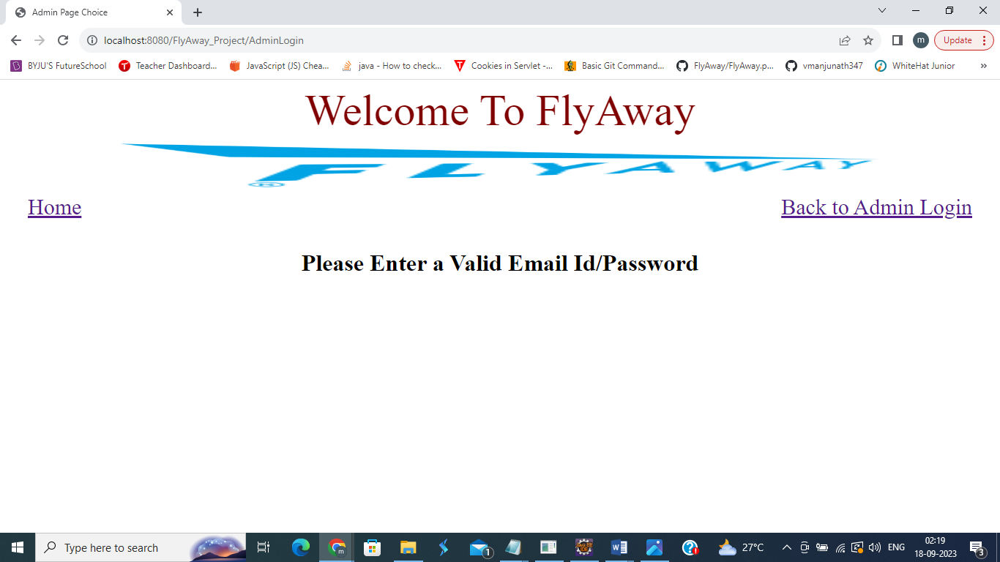 Admin Page Choice
localhost:8080/FlyAway_Project/AdminLogin
m
Update
BYJU'S FutureSchool
Teacher Dashboard...
JavaScript (JS) Chea...
java - How to check...
Cookies in Servlet -...
Basic Git Command...
FlyAway/FlyAway.p...
vmanjunath347
WhiteHat Junior
»
Welcome To FlyAway
FLYAWAY
®
Home
Back to Admin Login
Please Enter a Valid Email Id/Password
Type here to search
m
1
27°C
ENG
02:19
18-09-2023
3